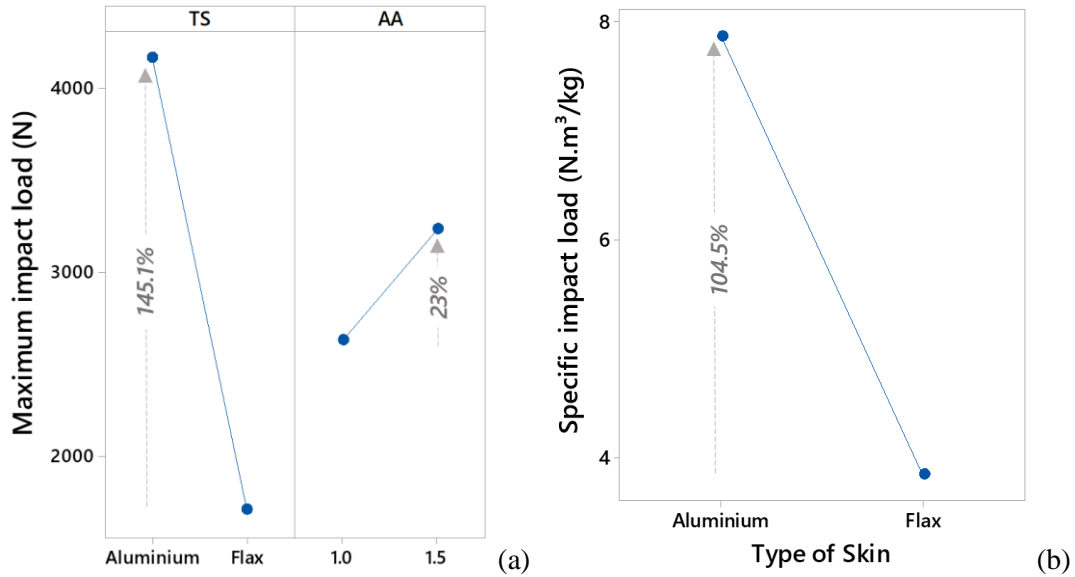 TS
AA
Maximum impact load (N)
4000
3000
2000
145.1%
23%
Aluminium
Flax
1.0
1.5
(a)
Specific impact load (N.m³/kg)
8
6
4
104.5%
Aluminium
Flax
Type of Skin
(b)